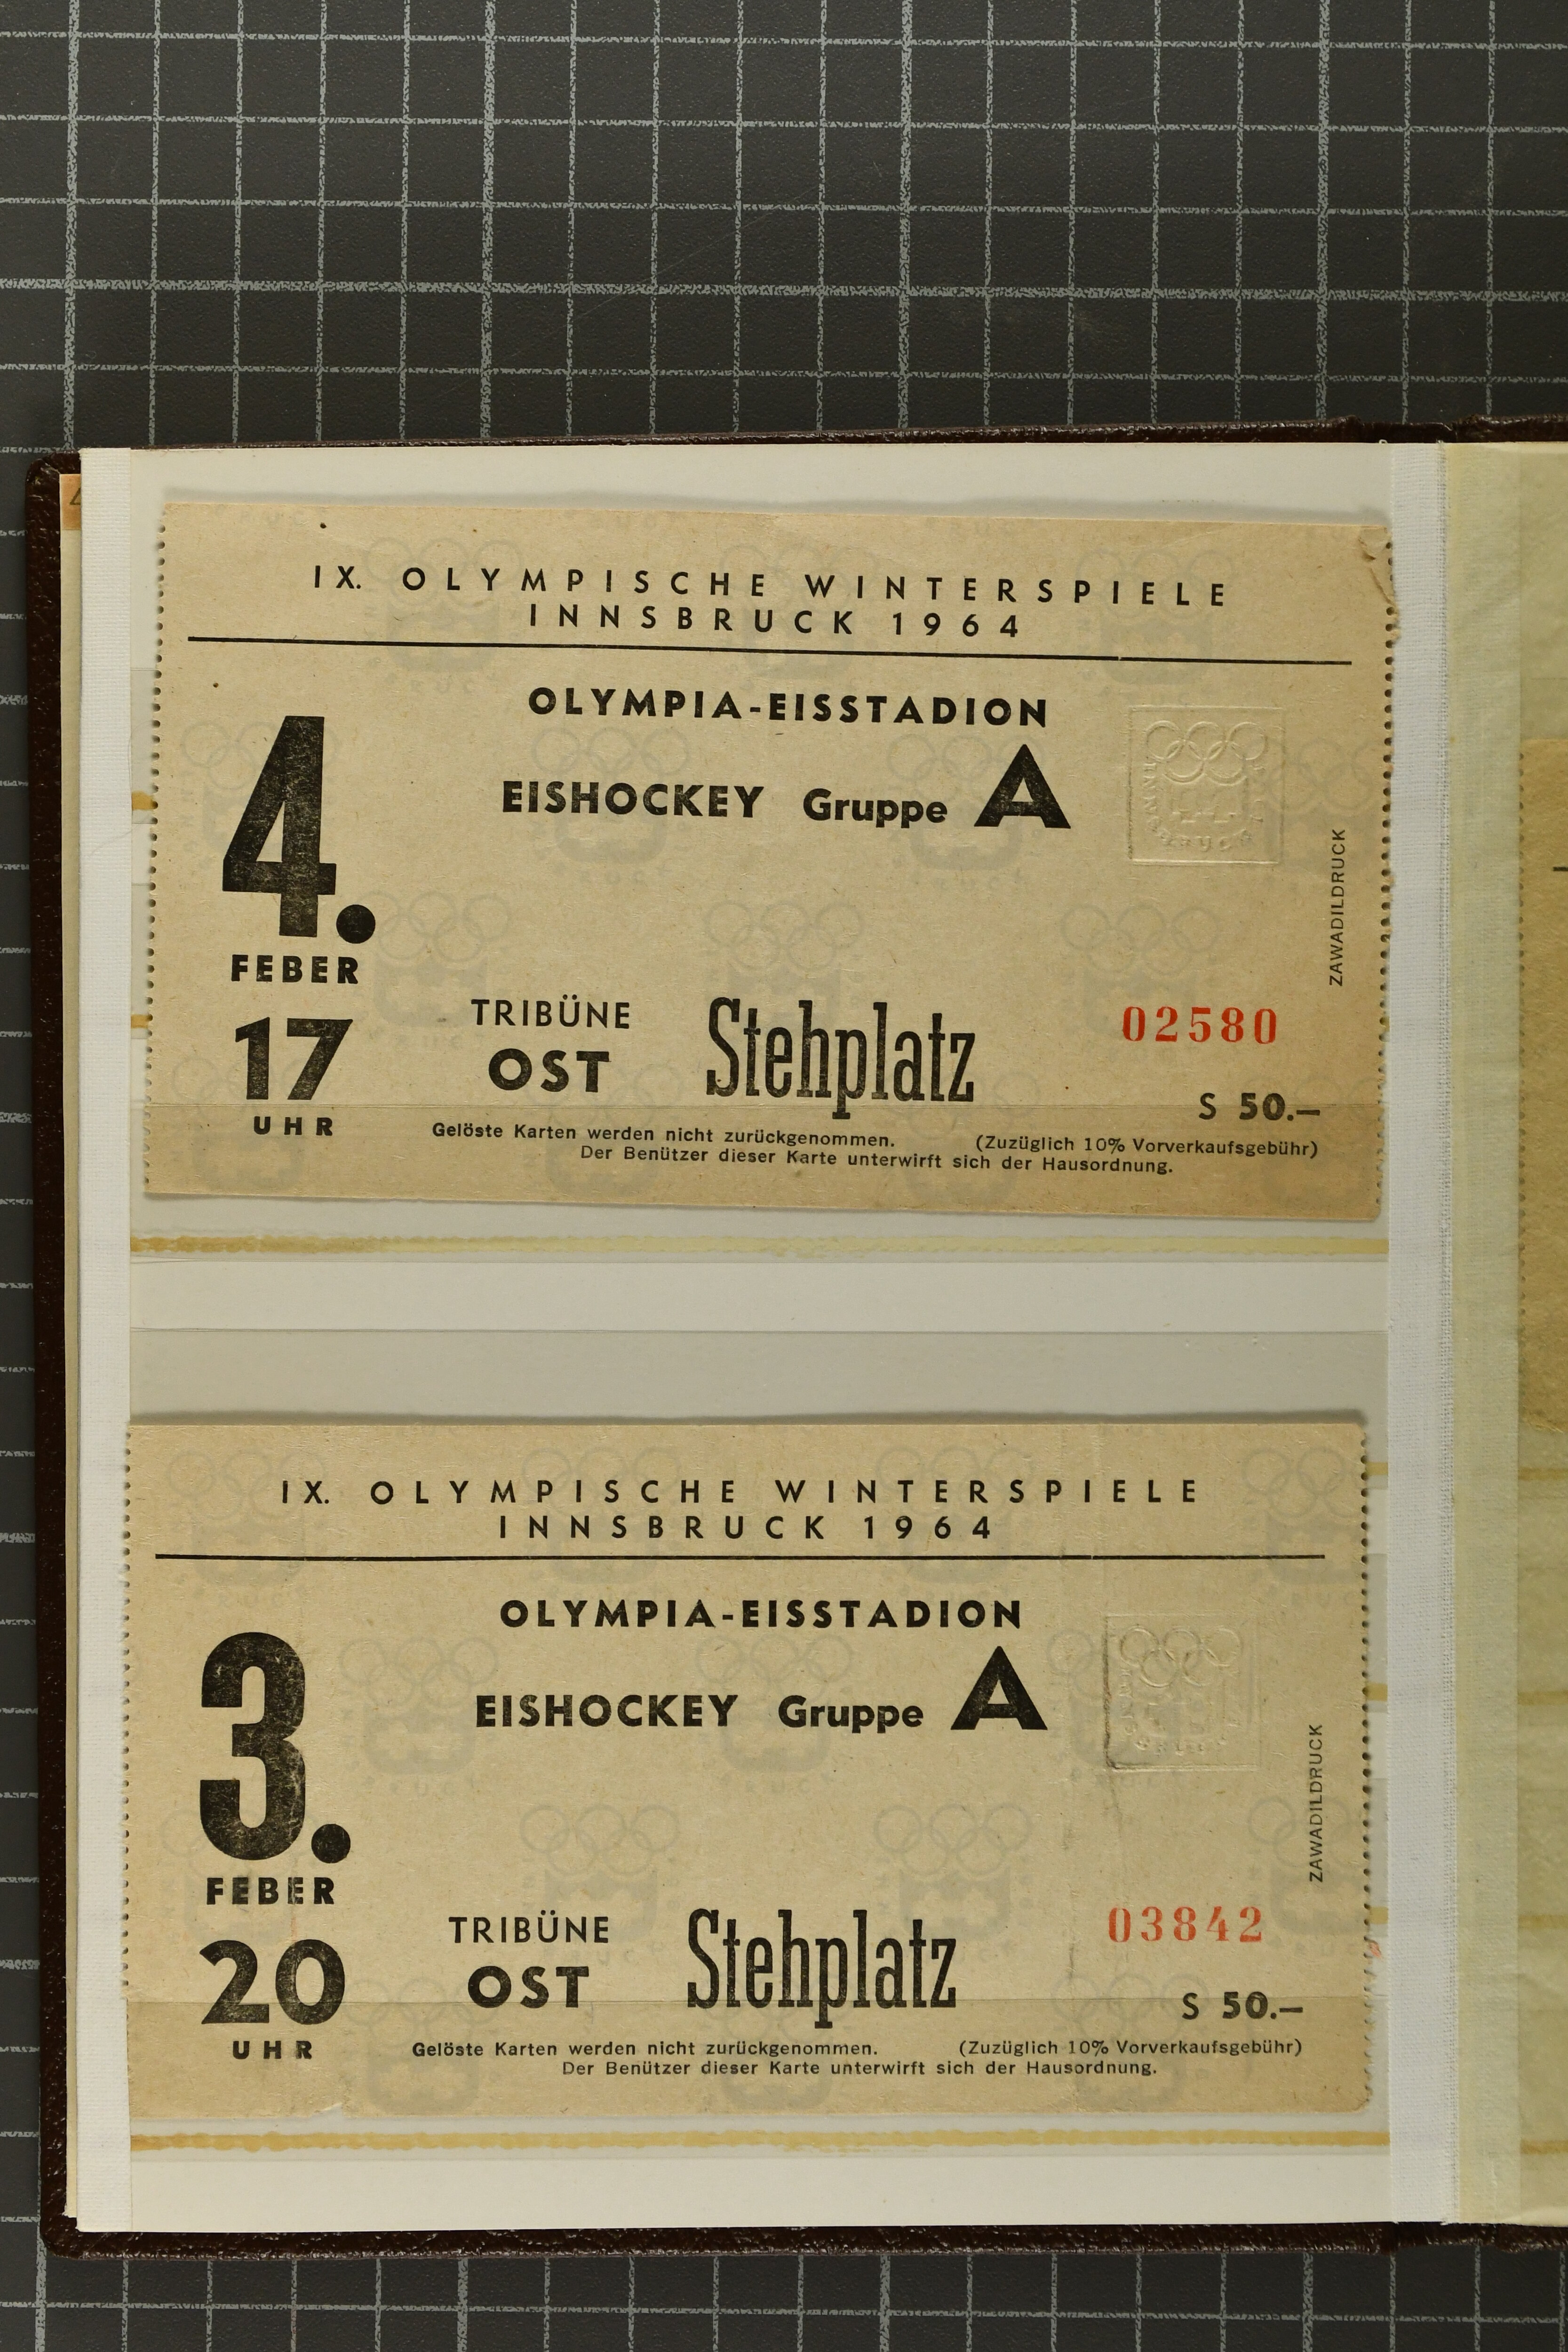 IX. OLYMPISCHE WINTERSPIELE
INNSBRUCK 1964
OLYMPIA-EISSTADION
EISHOCKEY Gruppe A
4.
FEBER
17
UHR
TRIBÜNE
OST
Stehplatz
02580
S 50.—
ZAWADILDRUCK
Gelöste Karten werden nicht zurückgenommen. (Zuzüglich 10% Vorverkaufsgebühr)
Der Benützer dieser Karte unterwirft sich der Hausordnung.
IX. OLYMPISCHE WINTERSPIELE
INNSBRUCK 1964
OLYMPIA-EISSTADION
EISHOCKEY Gruppe A
3.
FEBER
20
UHR
TRIBÜNE
OST
Stehplatz
03842
S 50.—
ZAWADILDRUCK
Gelöste Karten werden nicht zurückgenommen. (Zuzüglich 10% Vorverkaufsgebühr)
Der Benützer dieser Karte unterwirft sich der Hausordnung.